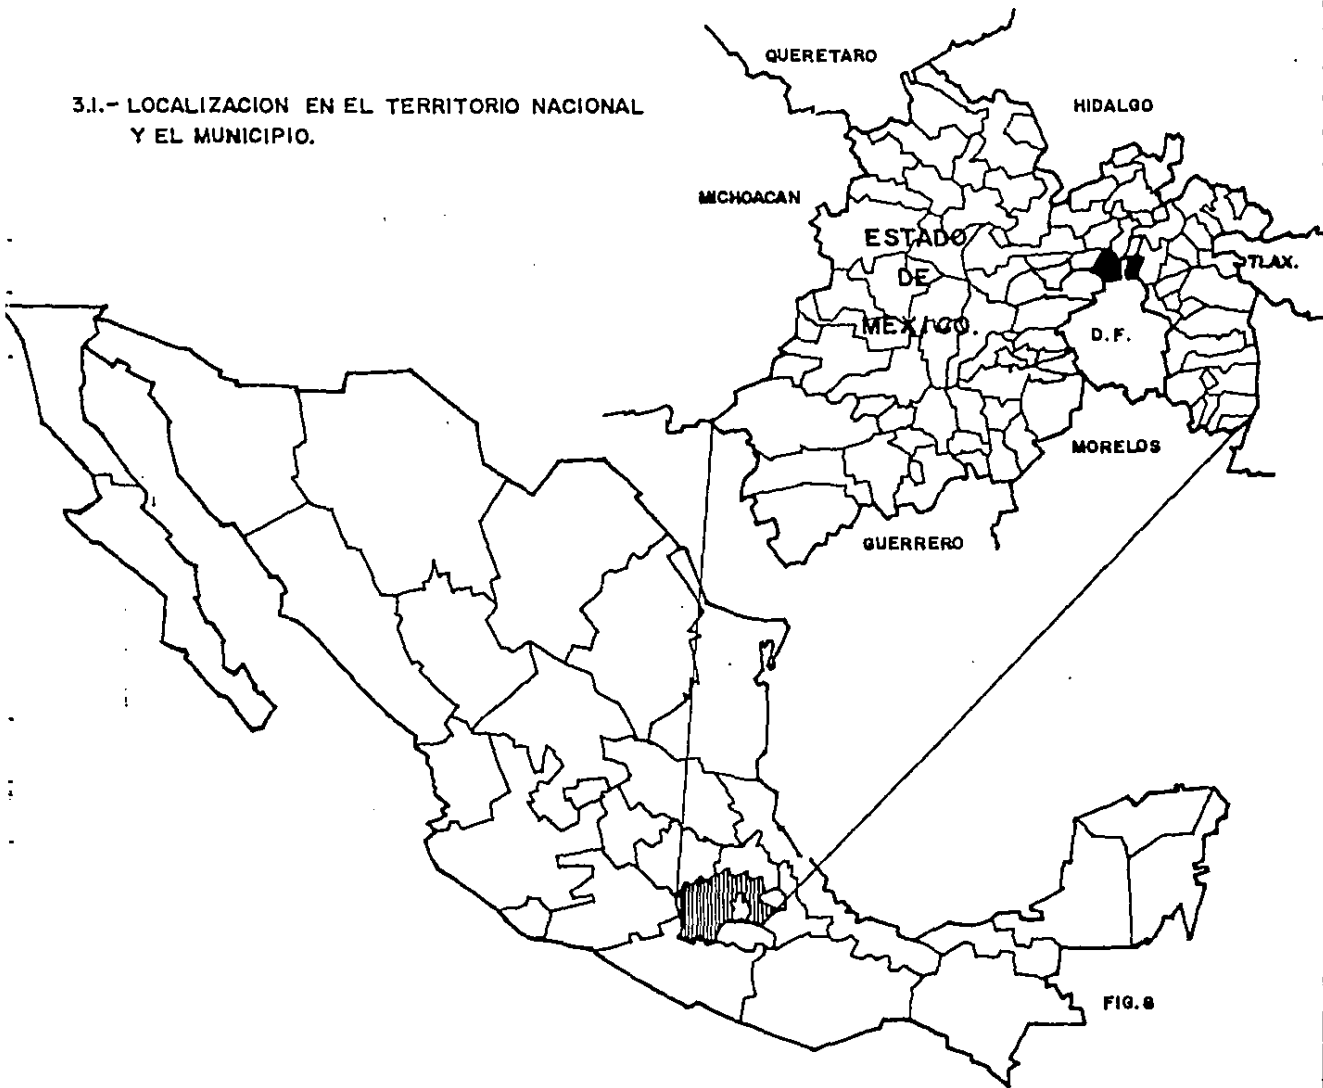 3.1.- LOCALIZACION EN EL TERRITORIO NACIONAL
Y EL MUNICIPIO.
QUERETARO
HIDALGO
MICHOACAN
ESTADO
DE
MEXICO.
TLAX.
D.F.
MORELOS
GUERRERO
FIG.8